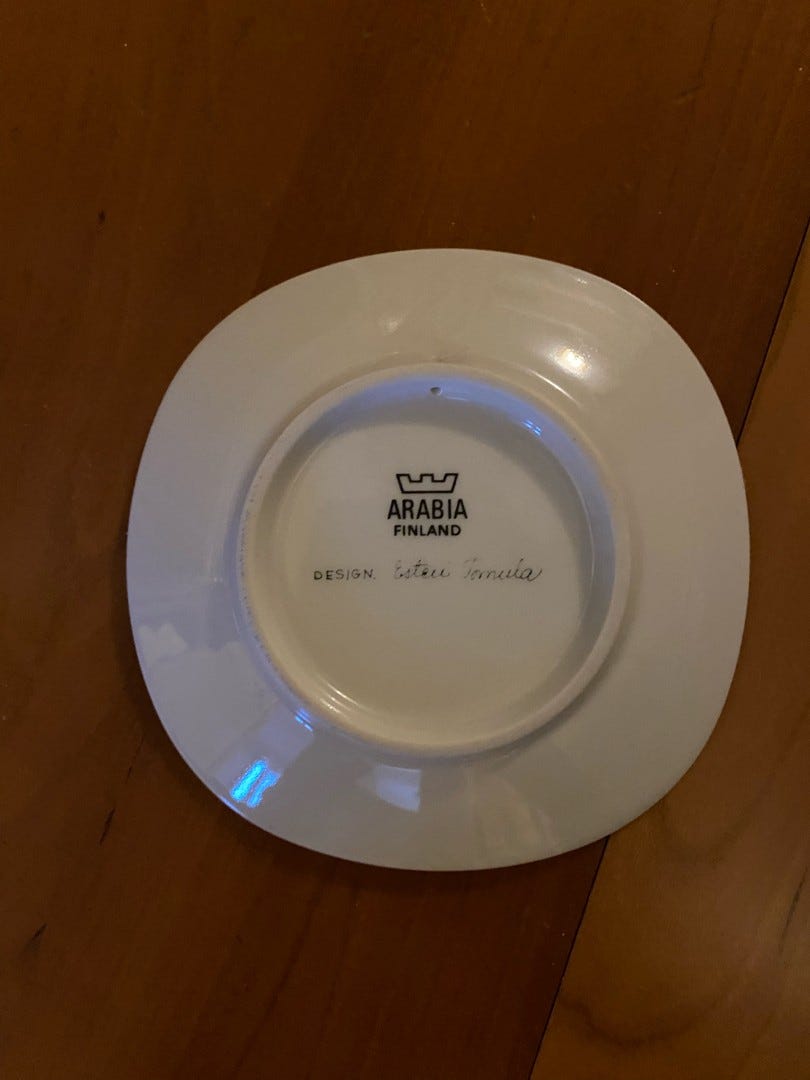 ARABIA
FINLAND
DESIGN. Esteri Tomula